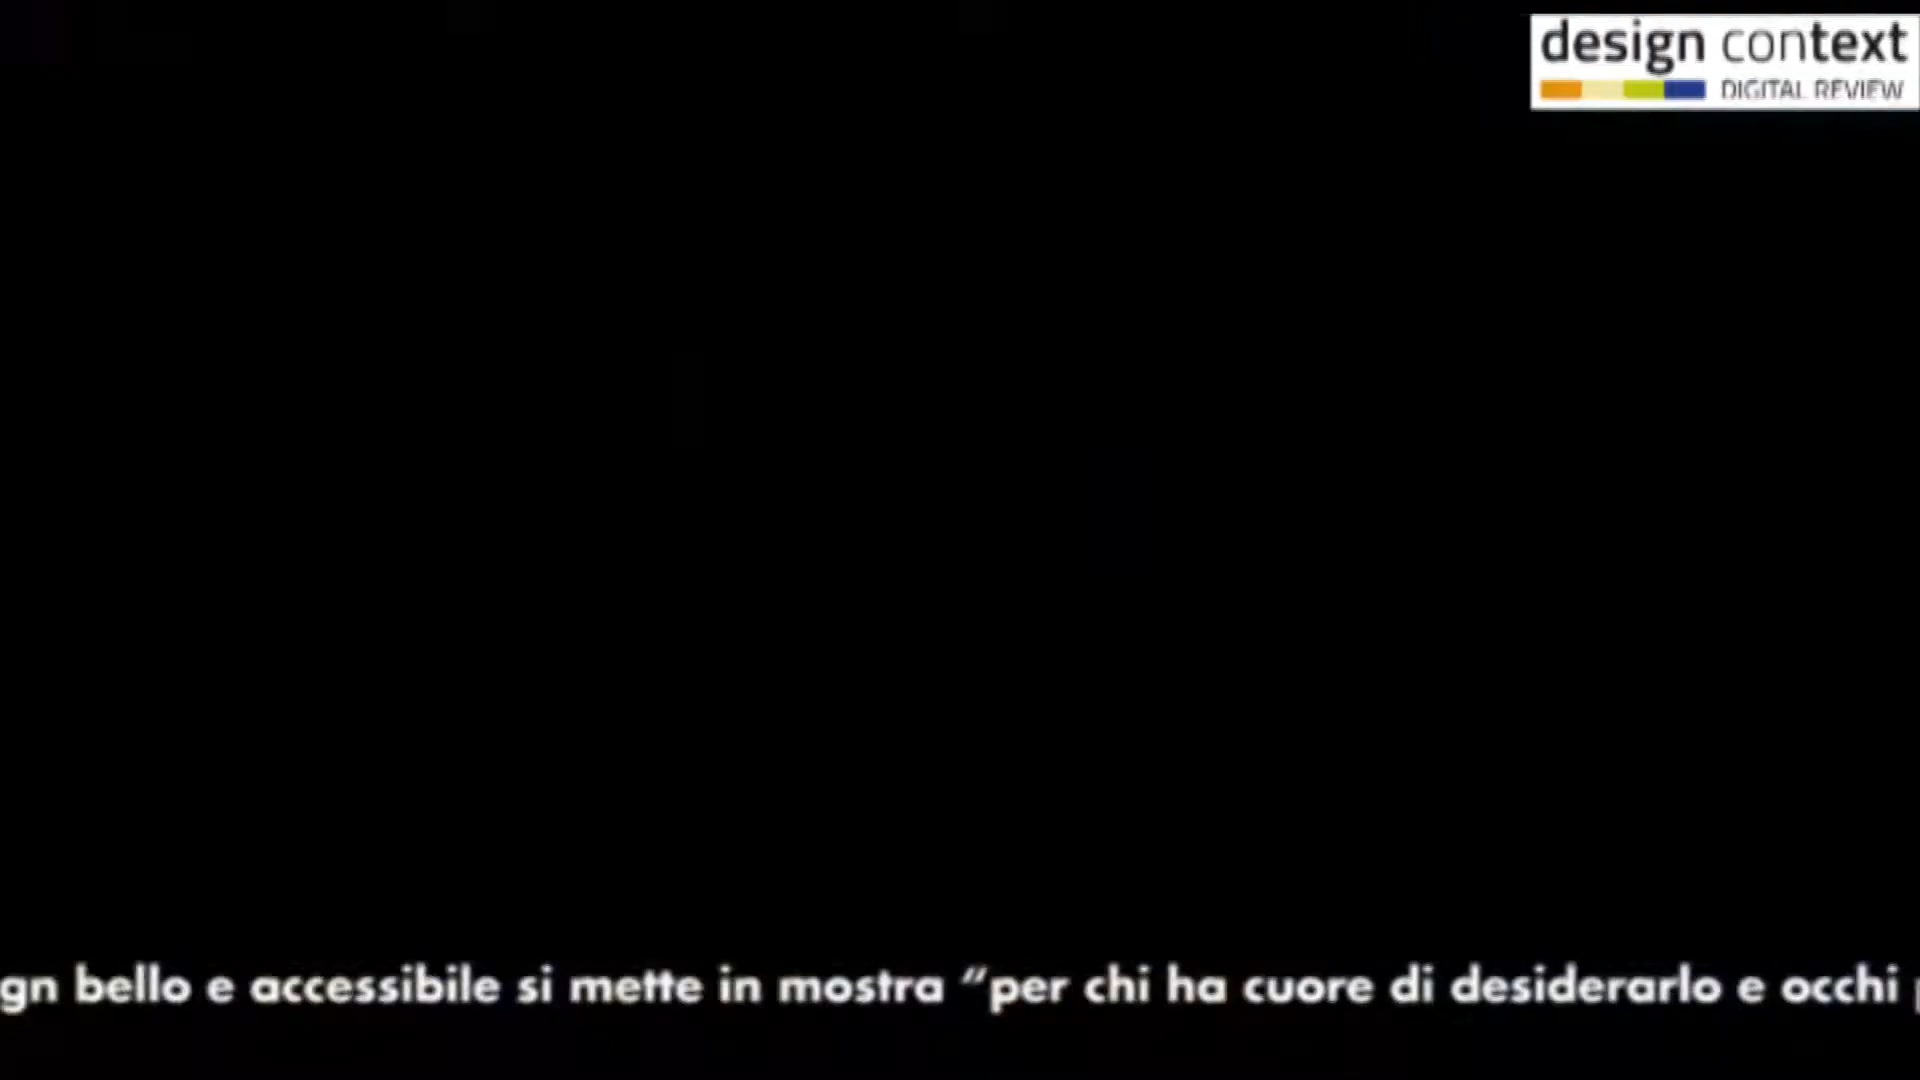 design context
DIGITAL REVIEW
gn bello e accessibile si mette in mostra “per chi ha cuore di desiderarlo e occhi